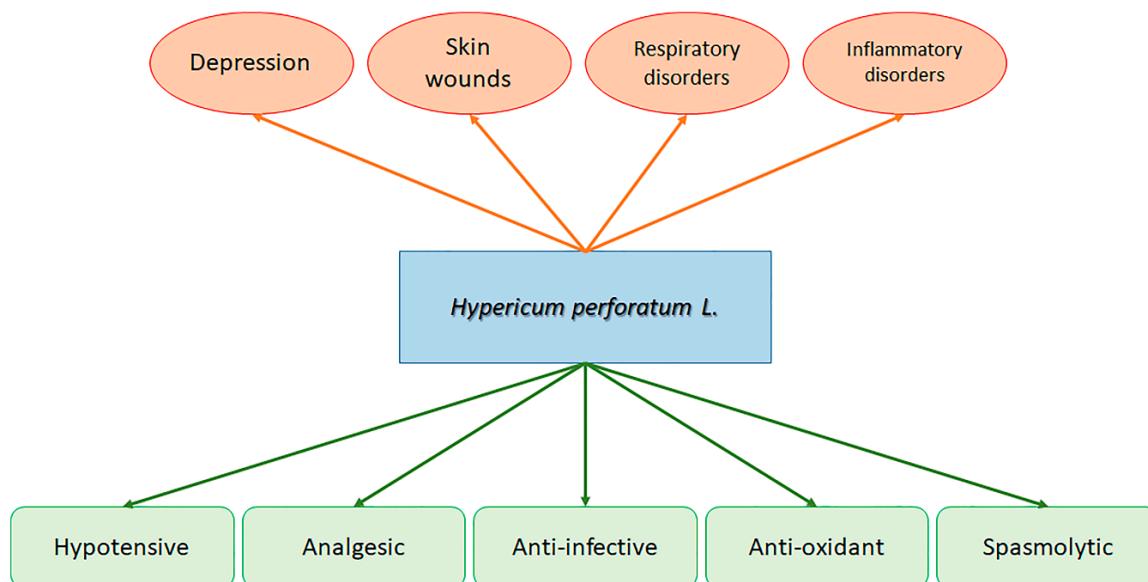 Depression
Skin
wounds
Respiratory
disorders
Inflammatory
disorders
Hypericum perforatum L.
Hypotensive
Analgesic
Anti-infective
Anti-oxidant
Spasmolytic